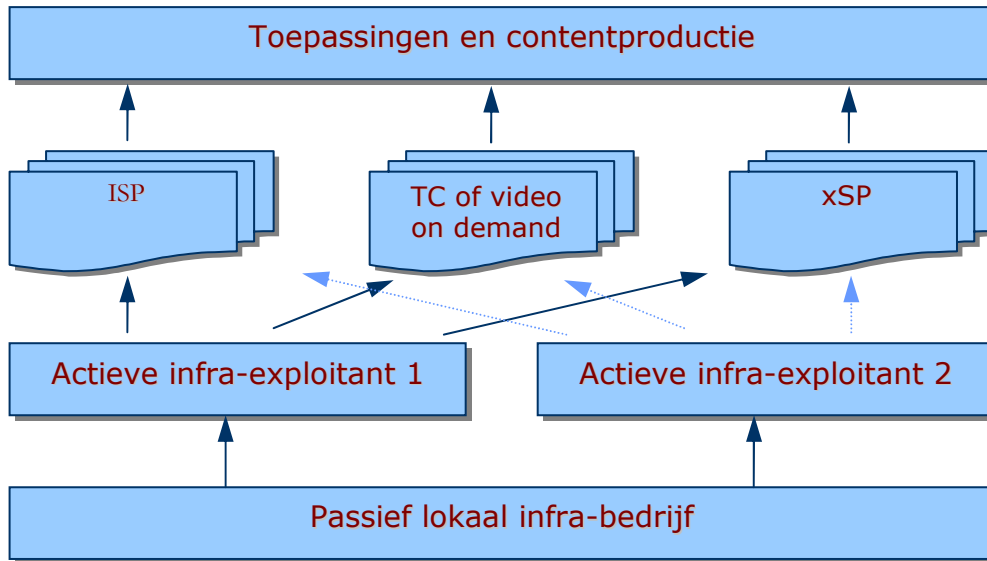 Toepassingen en contentproductie
ISP
TC of video
on demand
xSP
Actieve infra-exploitant 1
Actieve infra-exploitant 2
Passief lokaal infra-bedrijf